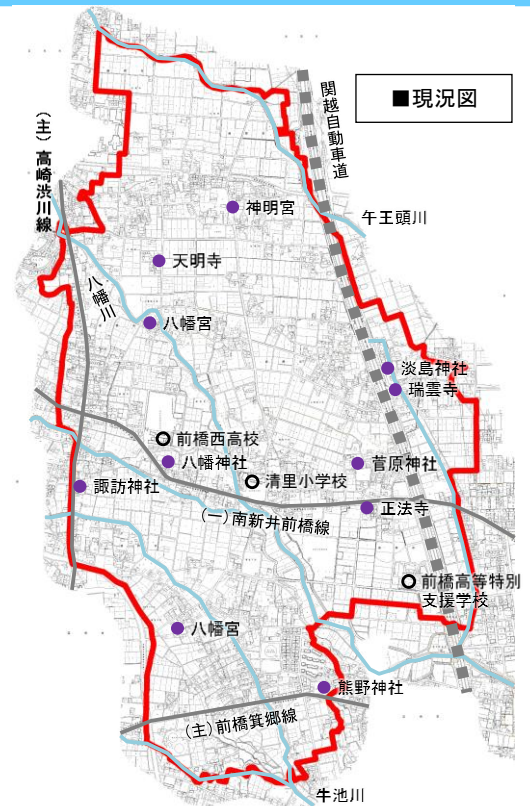 ■現況図
関越自動車道
(主)高崎渋川線
神明宮
午王頭川
天明寺
八幡川
八幡宮
淡島神社
瑞雲寺
前橋西高校
八幡神社
菅原神社
清里小学校
諏訪神社
正法寺
(一)南新井前橋線
前橋高等特別
支援学校
八幡宮
熊野神社
(主)前橋箕郷線
牛池川